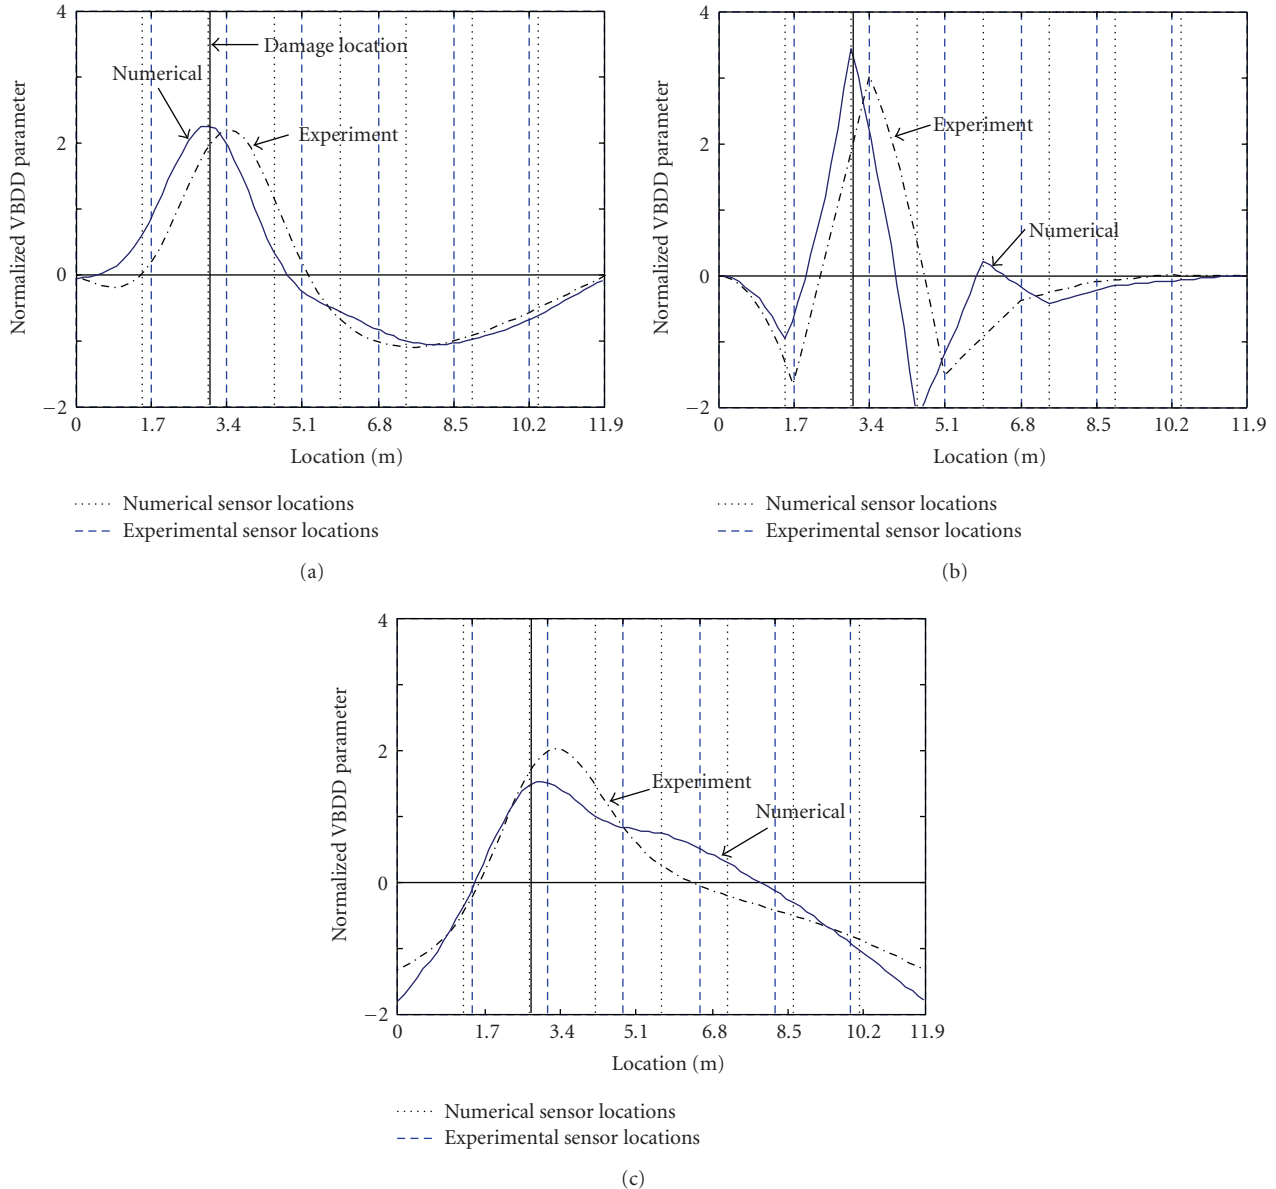 4
2
0
−2
Normalized VBDD parameter
Damage location
Numerical
Experiment
0 1.7 3.4 5.1 6.8 8.5 10.2 11.9
Location (m)
Numerical sensor locations
Experimental sensor locations
(a)
4
2
0
−2
Normalized VBDD parameter
Experiment
Numerical
0 1.7 3.4 5.1 6.8 8.5 10.2 11.9
Location (m)
Numerical sensor locations
Experimental sensor locations
(b)
4
2
0
−2
Normalized VBDD parameter
Experiment
Numerical
0 1.7 3.4 5.1 6.8 8.5 10.2 11.9
Location (m)
Numerical sensor locations
Experimental sensor locations
(c)